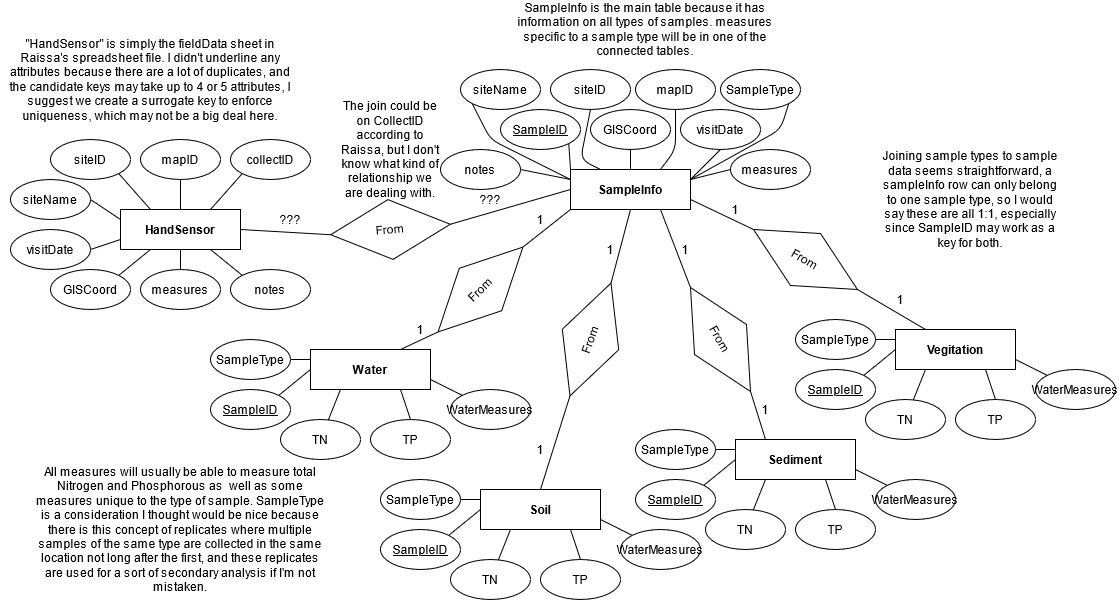 SampleInfo is the main table because it has
information on all types of samples. measures
specific to a sample type will be in one of the
connected tables.
"HandSensor" is simply the fieldData sheet in
Raissa's spreadsheet file. I didn't underline any
attributes because there are a lot of duplicates, and
the candidate keys may take up to 4 or 5 attributes, I
suggest we create a surrogate key to enforce
uniqueness, which may not be a big deal here.
The join could be
on CollectID
according to
Raissa, but I don't
know what kind of
relationship we
are dealing with.
siteName
siteID
mapID
SampleType
SampleID
GISCoord
visitDate
notes
measures
SampleInfo
Joining sample types to sample
data seems straightforward, a
sampleInfo row can only belong
to one sample type, so I would
say these are all 1:1, especially
since SampleID may work as a
key for both.
siteID
mapID
collectID
siteName
HandSensor
visitDate
GISCoord
measures
notes
???
From
???
1
From
1
1
From
1
1
From
1
1
From
1
SampleType
Water
SampleID
WaterMeasures
TN
TP
SampleType
Vegitation
SampleID
WaterMeasures
TN
TP
SampleType
Sediment
SampleID
WaterMeasures
TN
TP
SampleType
Soil
SampleID
WaterMeasures
TN
TP
All measures will usually be able to measure total
Nitrogen and Phosphorous as well as some
measures unique to the type of sample. SampleType
is a consideration I thought would be nice because
there is this concept of replicates where multiple
samples of the same type are collected in the same
location not long after the first, and these replicates
are used for a sort of secondary analysis if I'm not
mistaken.